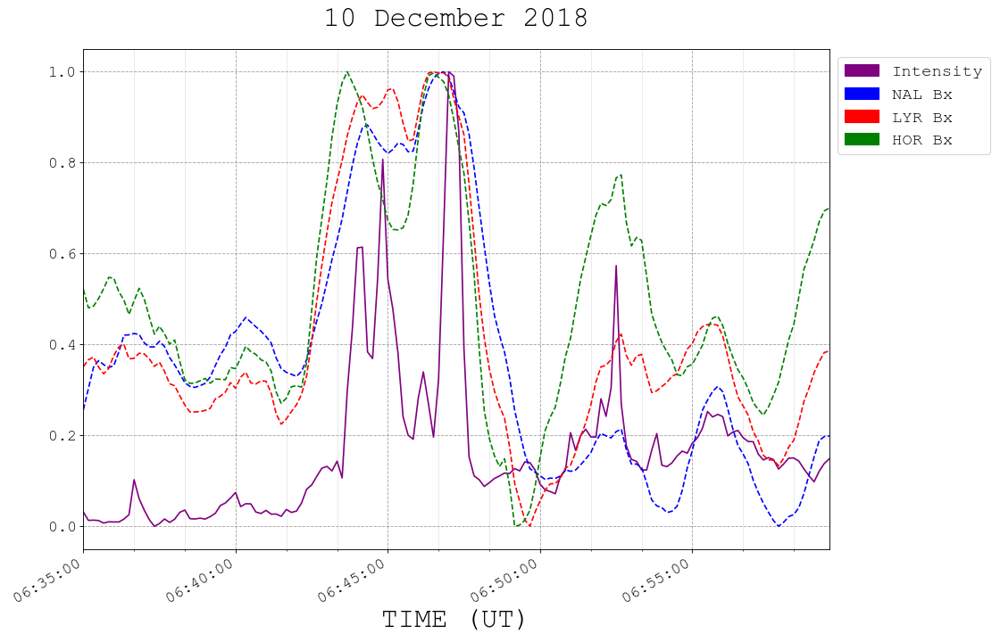 10 December 2018
1.0
0.8
0.6
0.4
0.2
0.0
06:35:00
06:40:00
06:45:00
06:50:00
06:55:00
TIME (UT)
Intensity
NAL Bx
LYR Bx
HOR Bx